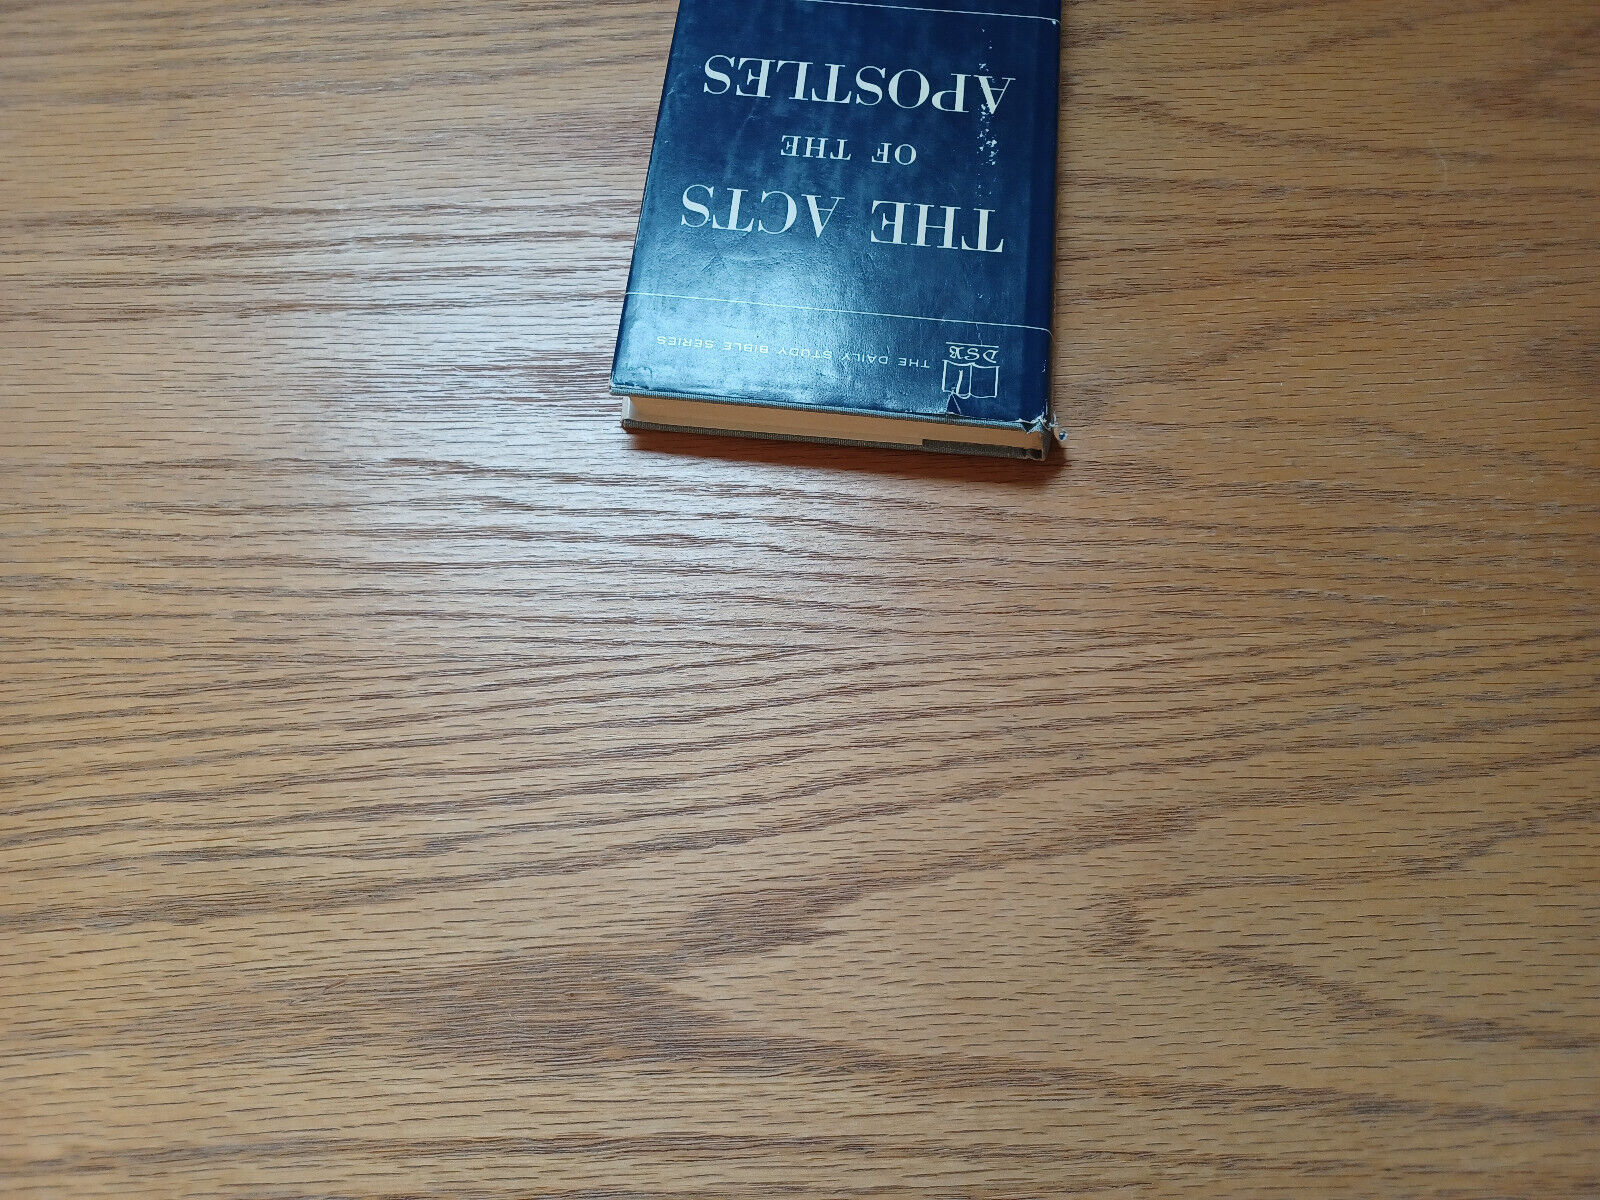 DSB
THE DAILY STUDY BIBLE SERIES
THE ACTS
OF THE
APOSTLES